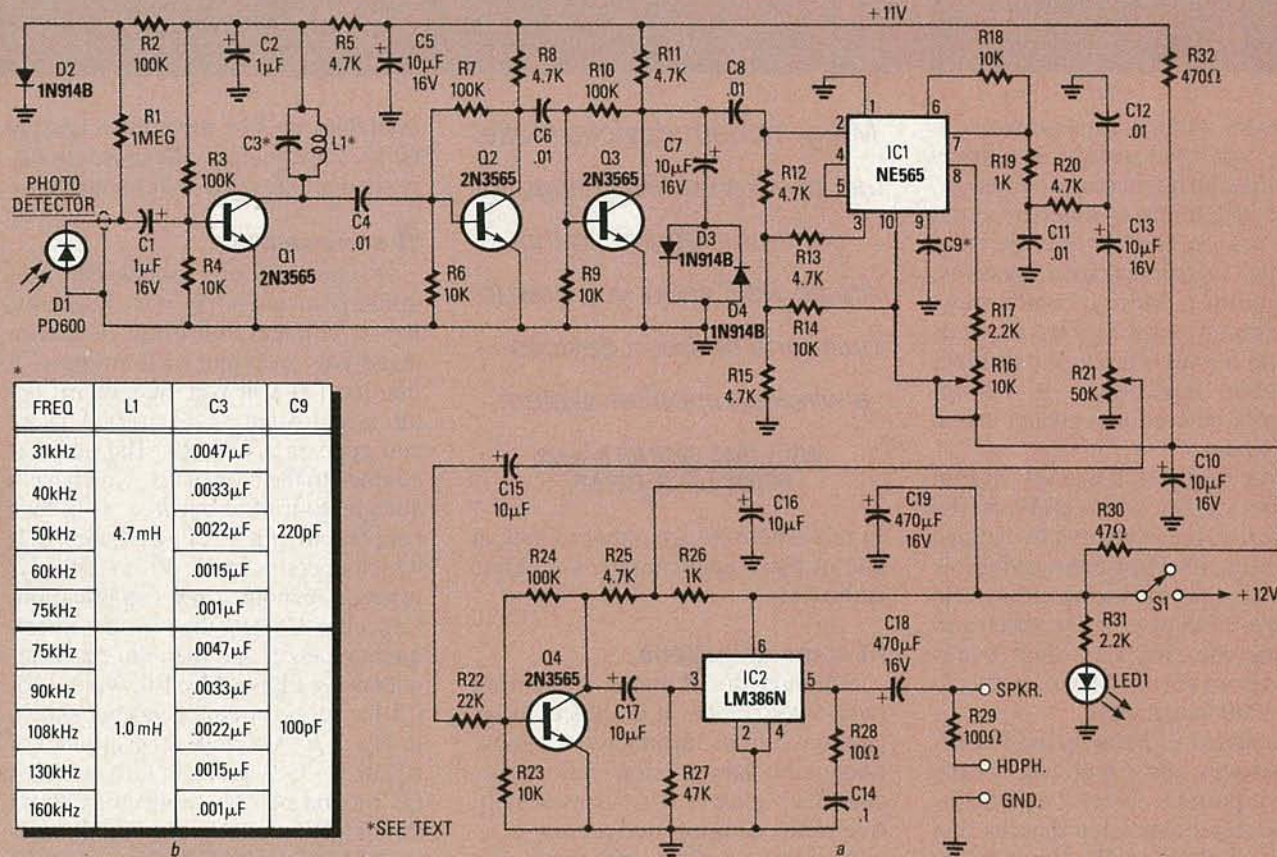 +11V
R2
100K
C2
1µF
R5
4.7K
C5
10µF
16V
R7
100K
R8
4.7K
R10
100K
R11
4.7K
C8
.01
R18
10K
R32
470Ω
D2
1N914B
R1
1MEG
R3
100K
C3*
L1*
C6
.01
C7
10µF
16V
1
2
4
5
3
10
9
6
7
8
IC1
NE565
R19
1K
R20
4.7K
C12
.01
C11
.01
C13
10µF
16V
PHOTO
DETECTOR
C1
1µF
16V
D1
PD600
R4
10K
Q1
2N3565
C4
.01
Q2
2N3565
Q3
2N3565
R6
10K
R9
10K
D3
1N914B
D4
1N914B
R12
4.7K
R13
4.7K
R14
10K
R15
4.7K
C9*
R17
2.2K
R16
10K
R21
50K
C10
10µF
16V
*
FREQ L1 C3 C9
31kHz .0047µF
40kHz .0033µF
50kHz 4.7mH .0022µF 220pF
60kHz .0015µF
75kHz .001µF
75kHz .0047µF
90kHz .0033µF
108kHz 1.0mH .0022µF 100pF
130kHz .0015µF
160kHz .001µF
C15
10µF
C16
10µF
C19
470µF
16V
R30
47Ω
R24
100K
R25
4.7K
R26
1K
S1
+12V
R31
2.2K
LED1
R22
22K
Q4
2N3565
C17
10µF
6
3
5
2
4
IC2
LM386N
C18
470µF
16V
SPKR.
R29
100Ω
HDPH.
GND.
R23
10K
R27
47K
R28
10Ω
C14
.1
*SEE TEXT
b
a